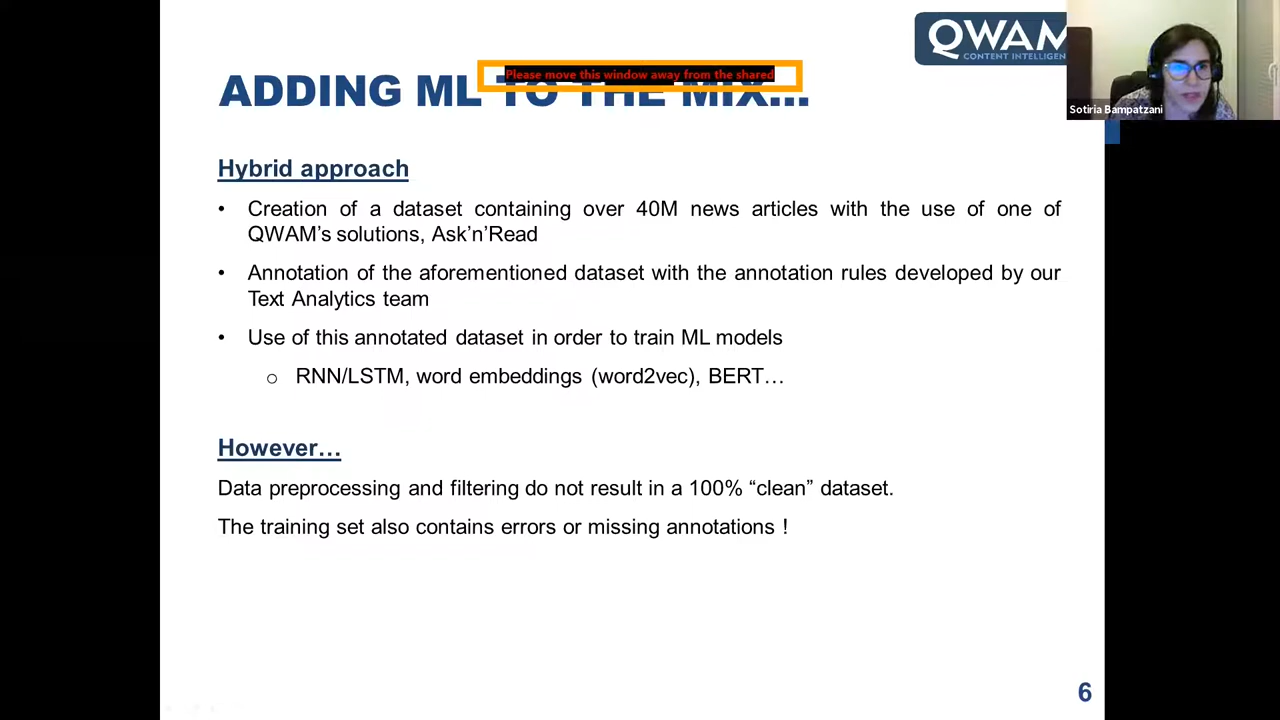 QWAM
CONTENT INTELLIGEN
Please move this window away from the shared
ADDING ML TO THE MIX...
Sotiria Bampatzani
Hybrid approach
• Creation of a dataset containing over 40M news articles with the use of one of
QWAM’s solutions, Ask’n’Read
• Annotation of the aforementioned dataset with the annotation rules developed by our
Text Analytics team
• Use of this annotated dataset in order to train ML models
o RNN/LSTM, word embeddings (word2vec), BERT…
However…
Data preprocessing and filtering do not result in a 100% “clean” dataset.
The training set also contains errors or missing annotations !
6